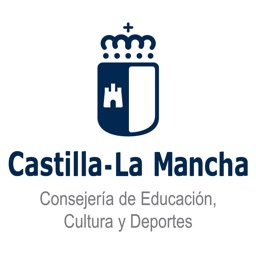 Castilla-La Mancha
Consejería de Educación,
Cultura y Deportes